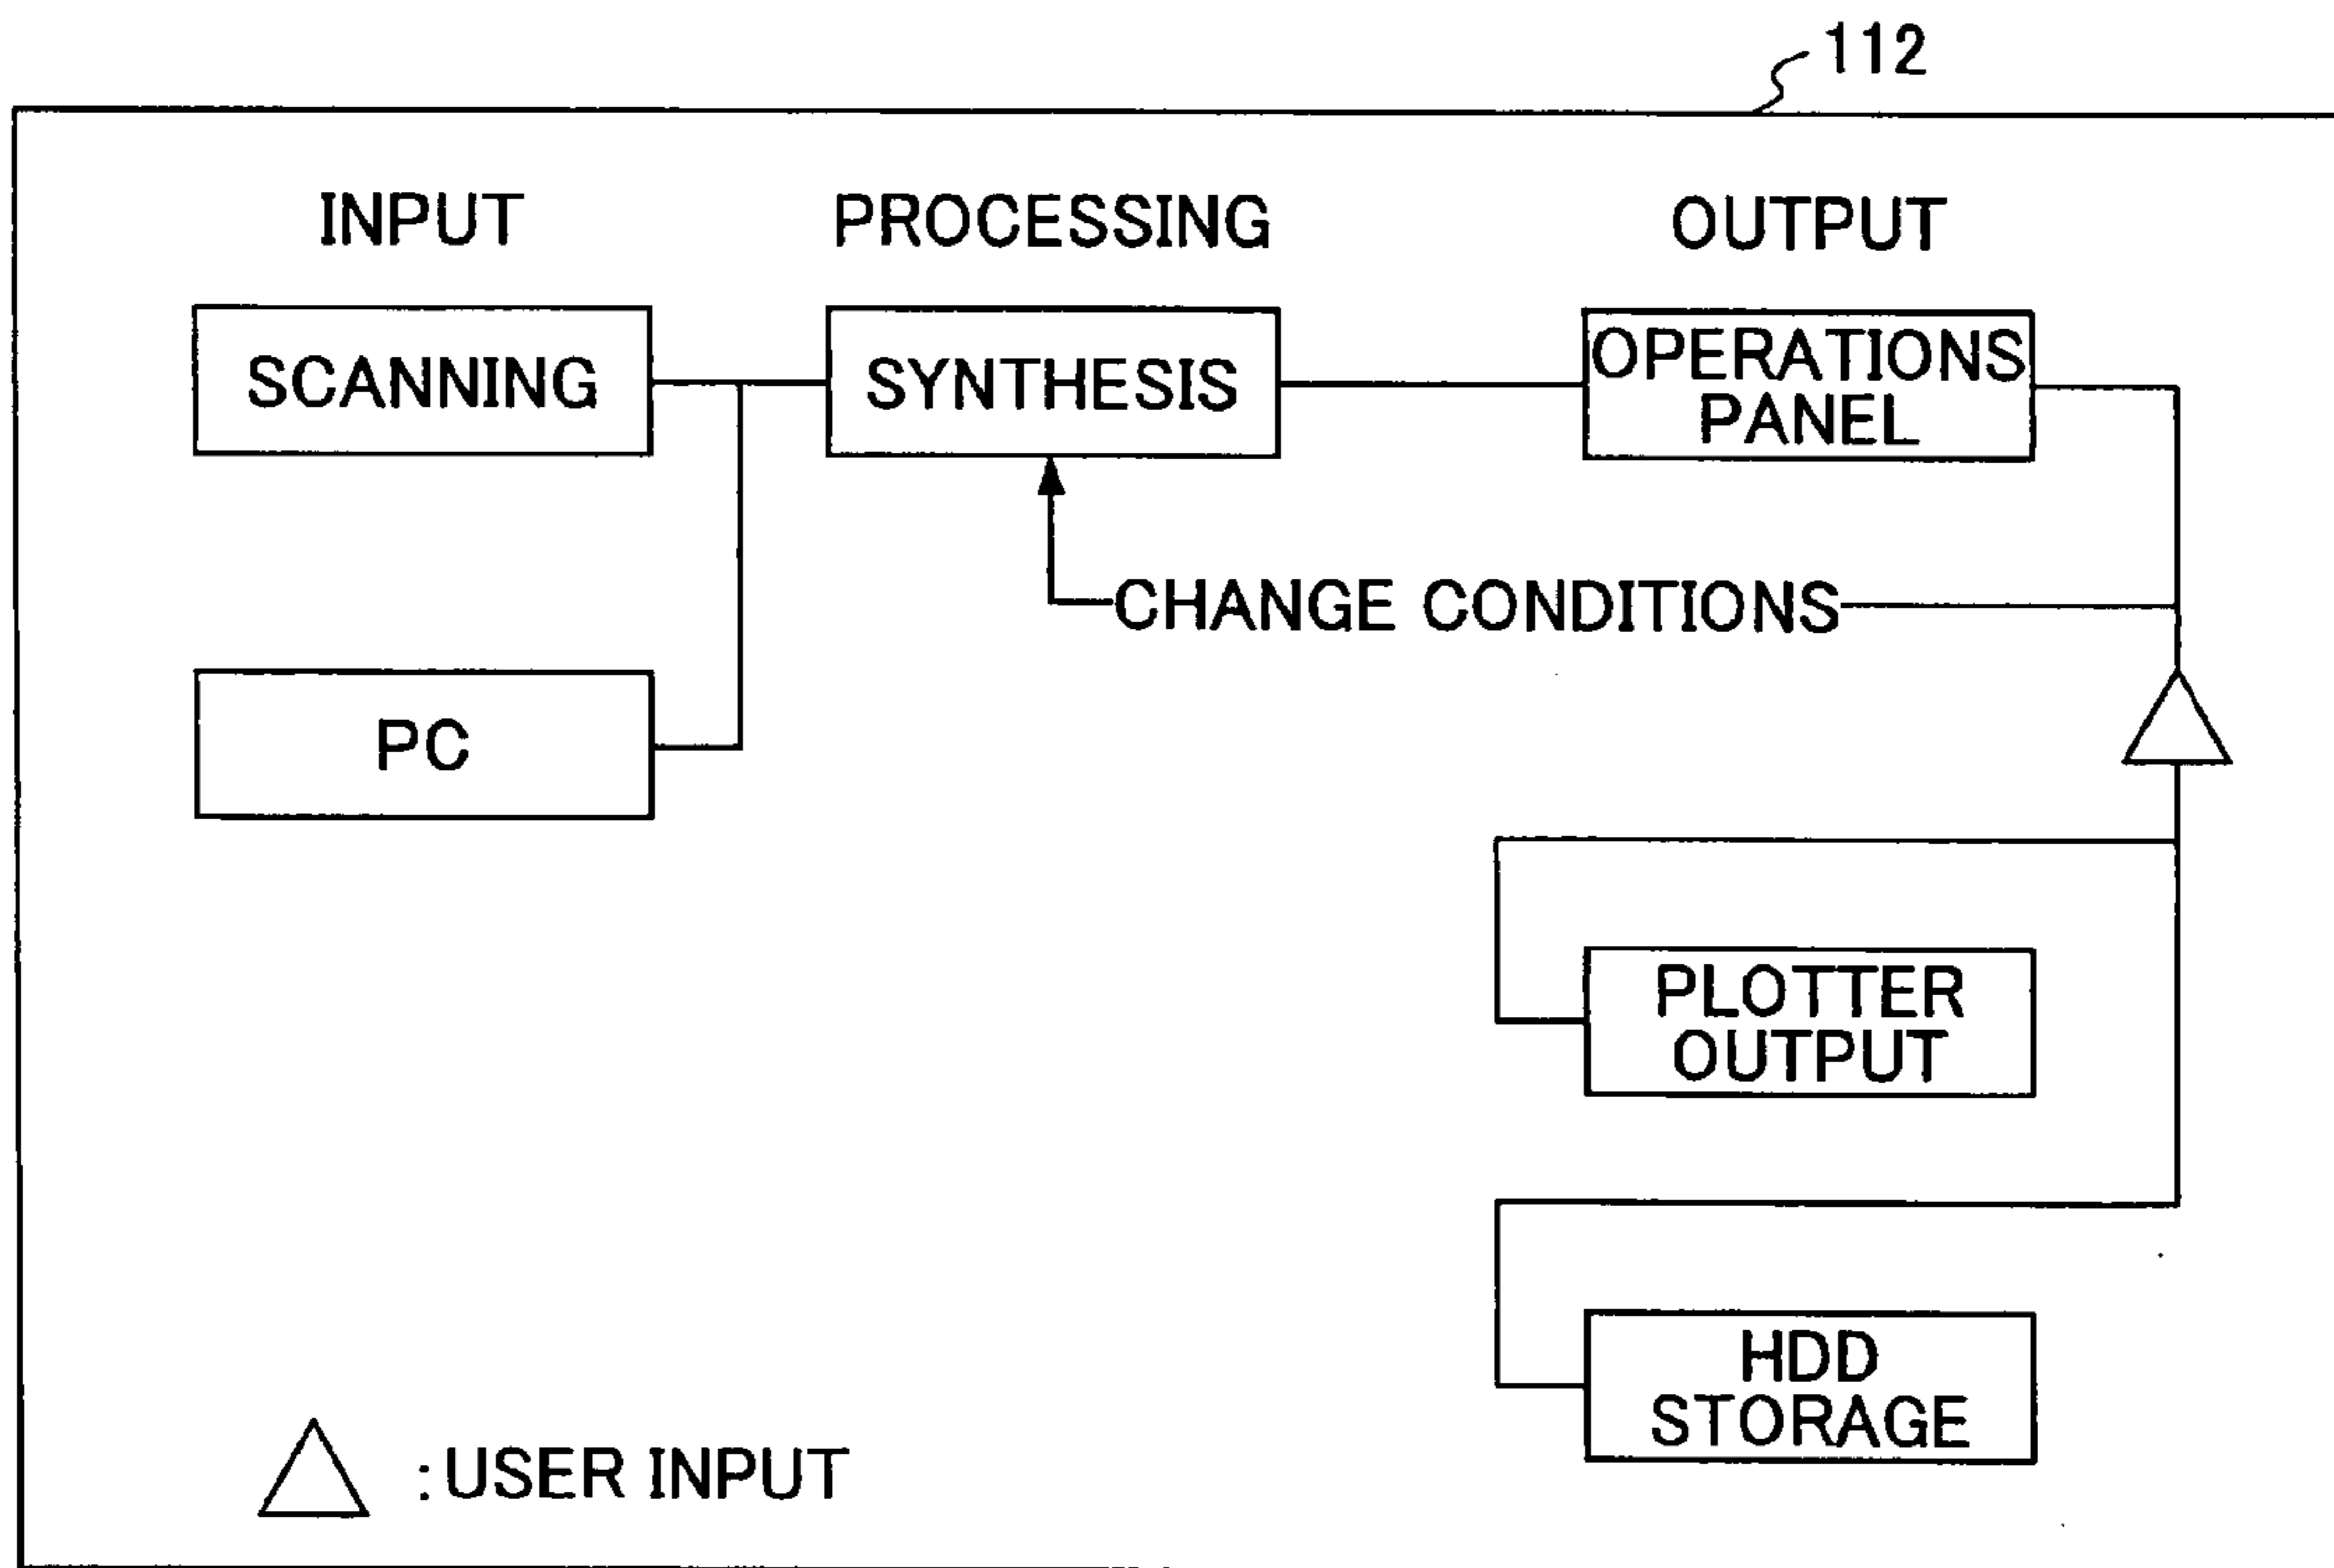 112
INPUT
PROCESSING
OUTPUT
SCANNING
SYNTHESIS
OPERATIONS
PANEL
CHANGE CONDITIONS
PC
PLOTTER
OUTPUT
HDD
STORAGE
: USER INPUT